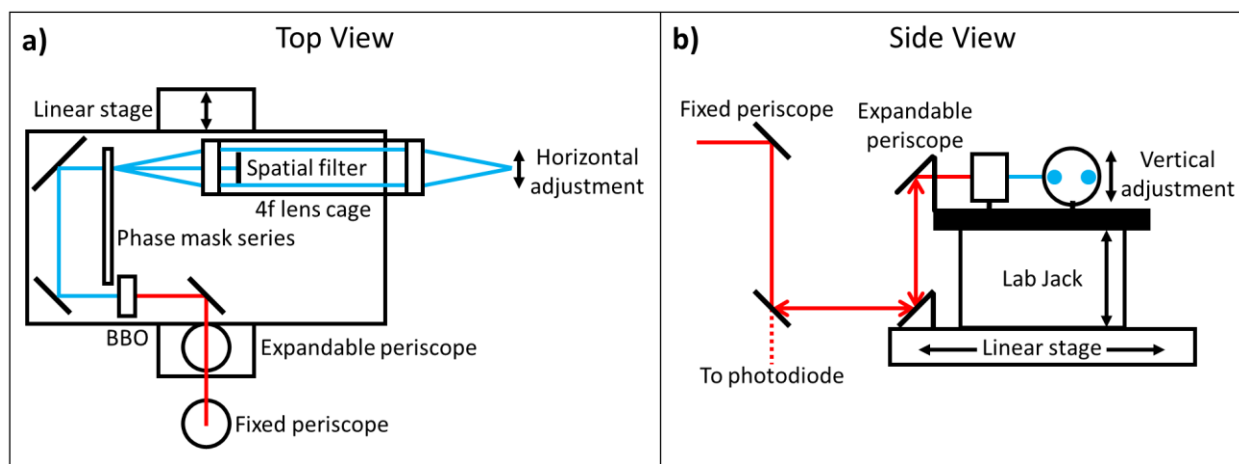 a)
Top View
Linear stage
Spatial filter
Horizontal
adjustment
4f lens cage
Phase mask series
BBO
Expandable periscope
Fixed periscope
b)
Side View
Fixed periscope
Expandable
periscope
Vertical
adjustment
Lab Jack
Linear stage
To photodiode